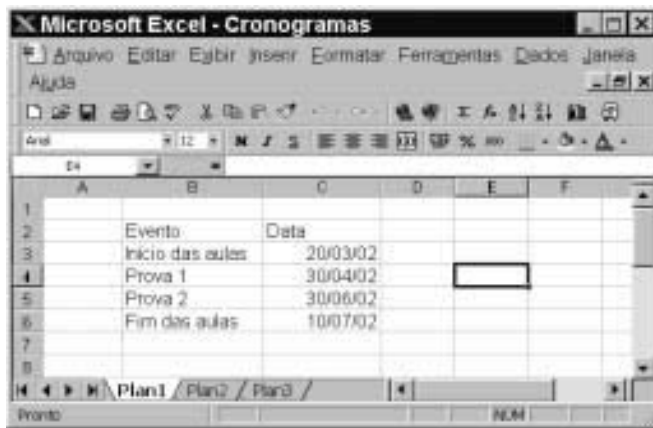 Microsoft Excel - Cronogramas
Arquivo Editar Exibir Inserir Formatar Ferramentas Dados Janela
Ajuda
Arial 12 N I S % 000
E4 =
A B C D E F
1
2 Evento Data
3 Início das aulas 20/03/02
4 Prova 1 30/04/02
5 Prova 2 30/06/02
6 Fim das aulas 10/07/02
7
8
Plan1 Plan2 Plan3
Pronto NUM